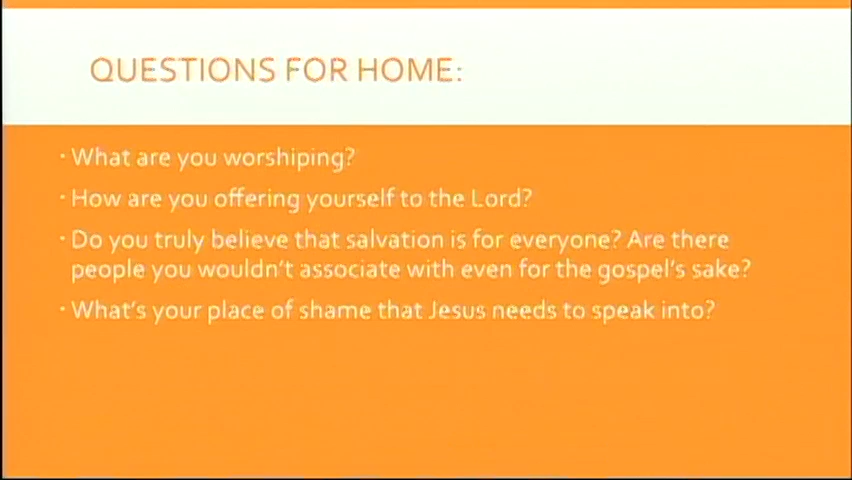 QUESTIONS FOR HOME:
· What are you worshiping?
· How are you offering yourself to the Lord?
· Do you truly believe that salvation is for everyone? Are there
people you wouldn't associate with even for the gospel's sake?
· What's your place of shame that Jesus needs to speak into?